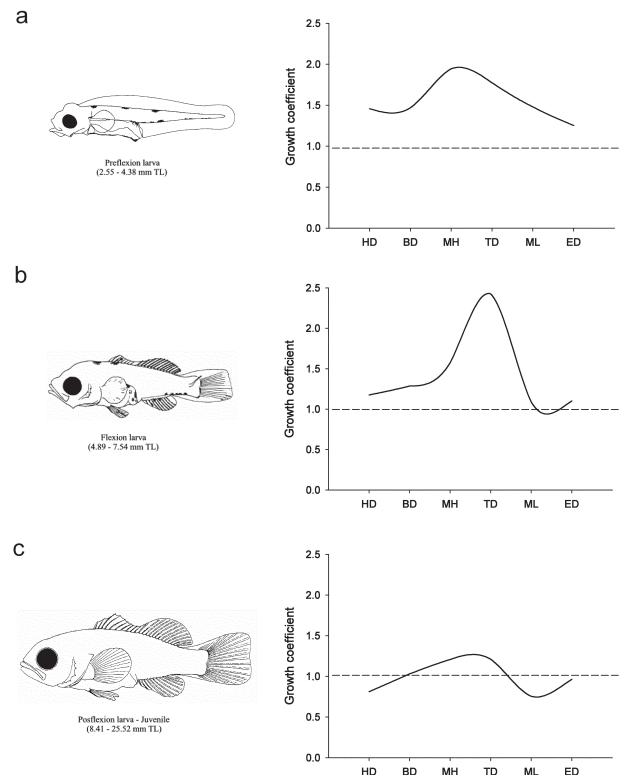 a
Preflexion larva
(2.55 - 4.38 mm TL)
Growth coefficient
2.5
2.0
1.5
1.0
0.5
0.0
HD BD MH TD ML ED
b
Flexion larva
(4.89 - 7.54 mm TL)
Growth coefficient
2.5
2.0
1.5
1.0
0.5
0.0
HD BD MH TD ML ED
c
Posflexion larva - Juvenile
(8.41 - 25.52 mm TL)
Growth coefficient
2.5
2.0
1.5
1.0
0.5
0.0
HD BD MH TD ML ED